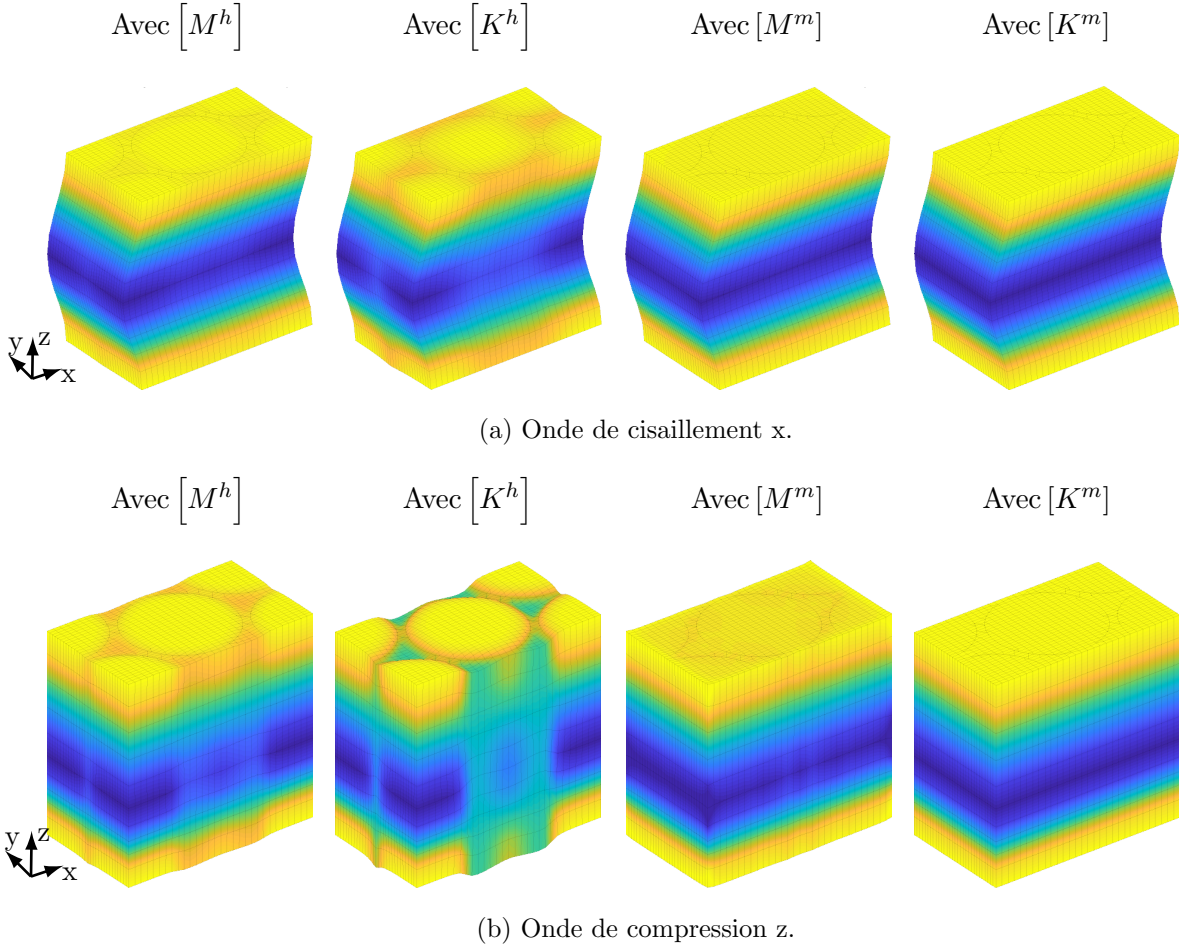 Avec [M^h] Avec [K^h] Avec [M^m] Avec [K^m]
y z x
(a) Onde de cisaillement x.
Avec [M^h] Avec [K^h] Avec [M^m] Avec [K^m]
y z x
(b) Onde de compression z.